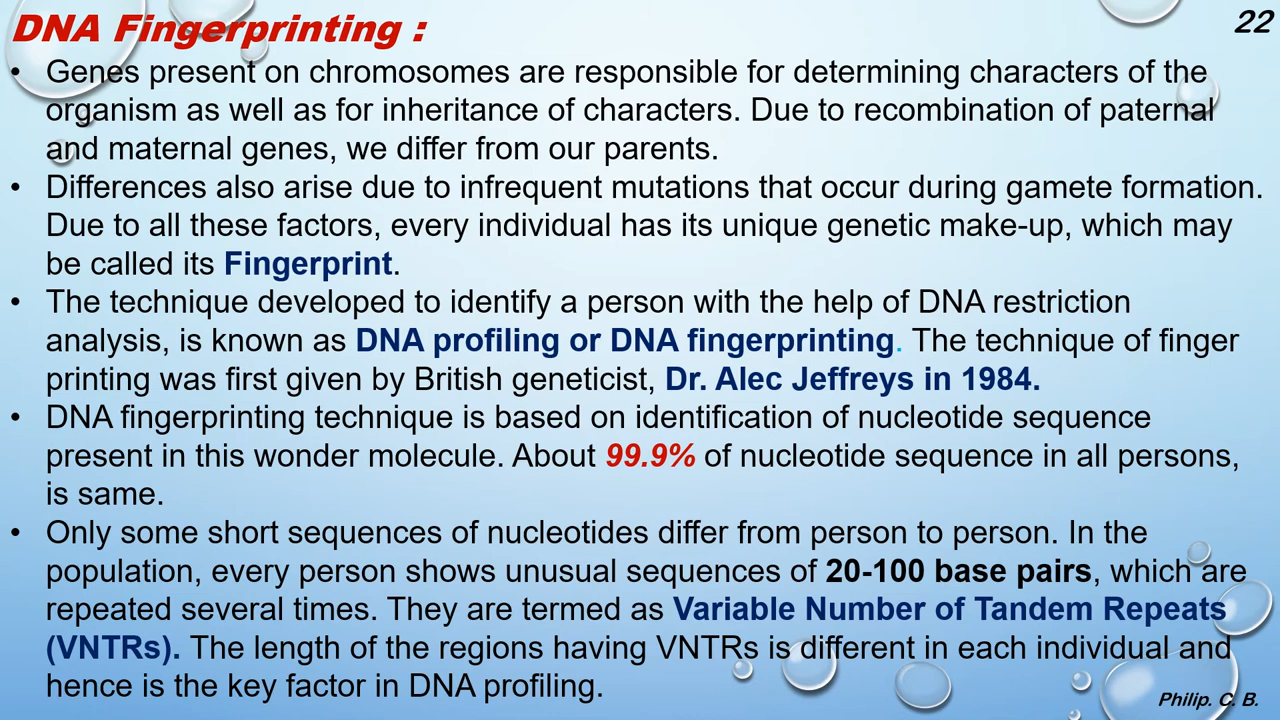 DNA Fingerprinting :
22
• Genes present on chromosomes are responsible for determining characters of the
organism as well as for inheritance of characters. Due to recombination of paternal
and maternal genes, we differ from our parents.
• Differences also arise due to infrequent mutations that occur during gamete formation.
Due to all these factors, every individual has its unique genetic make-up, which may
be called its Fingerprint.
• The technique developed to identify a person with the help of DNA restriction
analysis, is known as DNA profiling or DNA fingerprinting. The technique of finger
printing was first given by British geneticist, Dr. Alec Jeffreys in 1984.
• DNA fingerprinting technique is based on identification of nucleotide sequence
present in this wonder molecule. About 99.9% of nucleotide sequence in all persons,
is same.
• Only some short sequences of nucleotides differ from person to person. In the
population, every person shows unusual sequences of 20-100 base pairs, which are
repeated several times. They are termed as Variable Number of Tandem Repeats
(VNTRs). The length of the regions having VNTRs is different in each individual and
hence is the key factor in DNA profiling.
Philip. C. B.